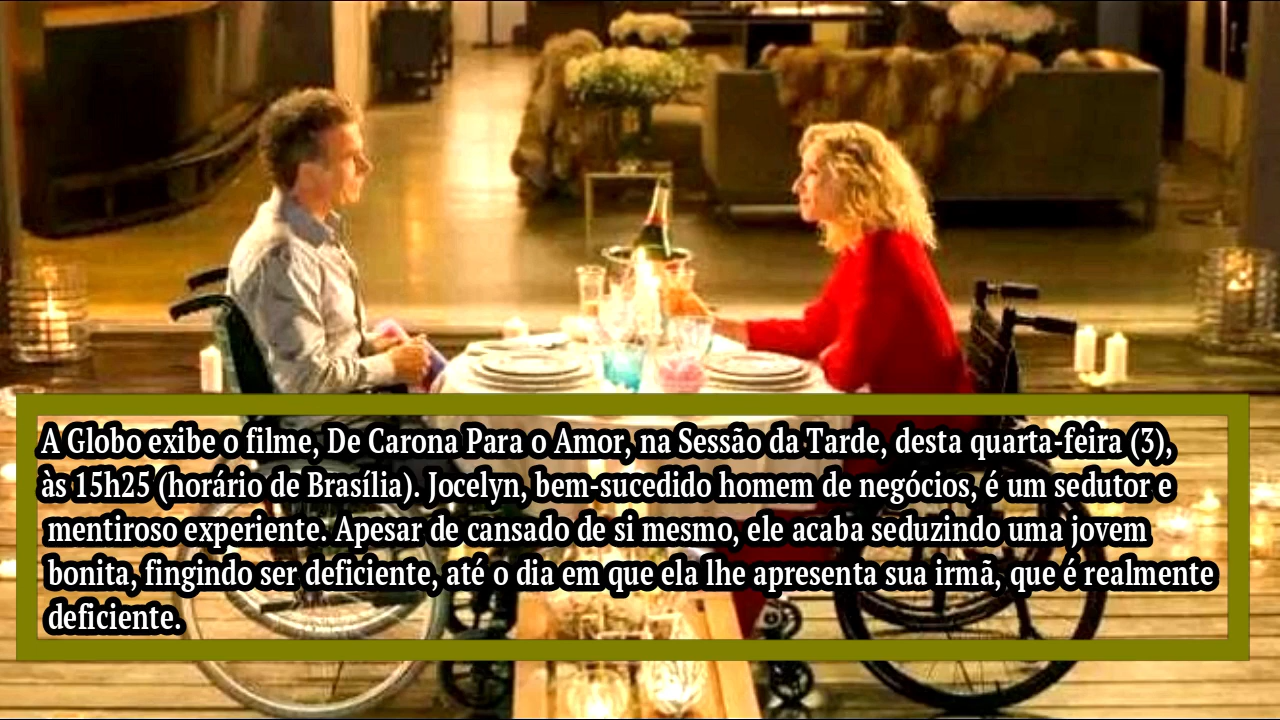 A Globo exibe o filme, De Carona Para o Amor, na Sessão da Tarde, desta quarta-feira (3),
às 15h25 (horário de Brasília). Jocelyn, bem-sucedido homem de negócios, é um sedutor e
mentiroso experiente. Apesar de cansado de si mesmo, ele acaba seduzindo uma jovem
bonita, fingindo ser deficiente, até o dia em que ela lhe apresenta sua irmã, que é realmente
deficiente.